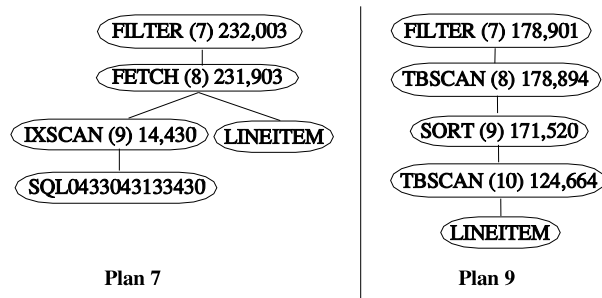 FILTER (7) 232,003
FETCH (8) 231,903
IXSCAN (9) 14,430
LINEITEM
SQL0433043133430
Plan 7
FILTER (7) 178,901
TBSCAN (8) 178,894
SORT (9) 171,520
TBSCAN (10) 124,664
LINEITEM
Plan 9